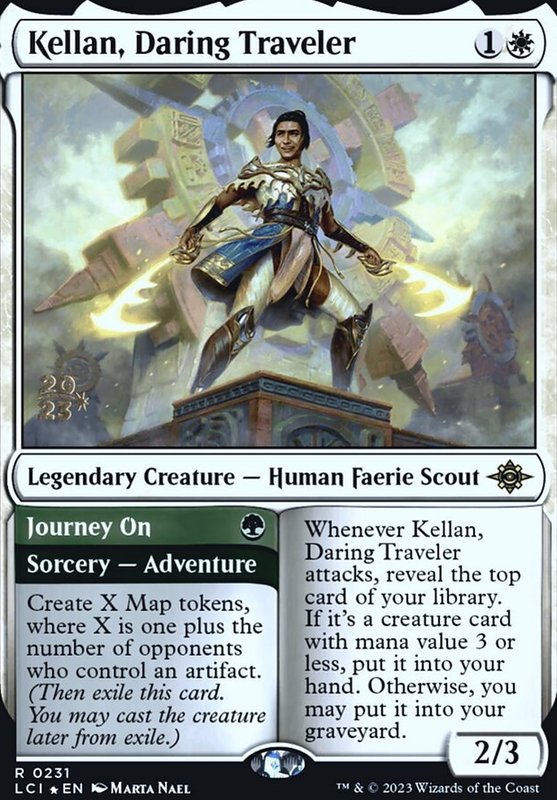 Kellan, Daring Traveler
1
20
23
Legendary Creature — Human Faerie Scout
Journey On
Sorcery — Adventure
Create X Map tokens,
where X is one plus the
number of opponents
who control an artifact.
(Then exile this card.
You may cast the creature
later from exile.)
Whenever Kellan,
Daring Traveler
attacks, reveal the top
card of your library.
If it's a creature card
with mana value 3 or
less, put it into your
hand. Otherwise, you
may put it into your
graveyard.
2/3
R 0231
LCI ★ EN Marta Nael
™ & © 2023 Wizards of the Coast